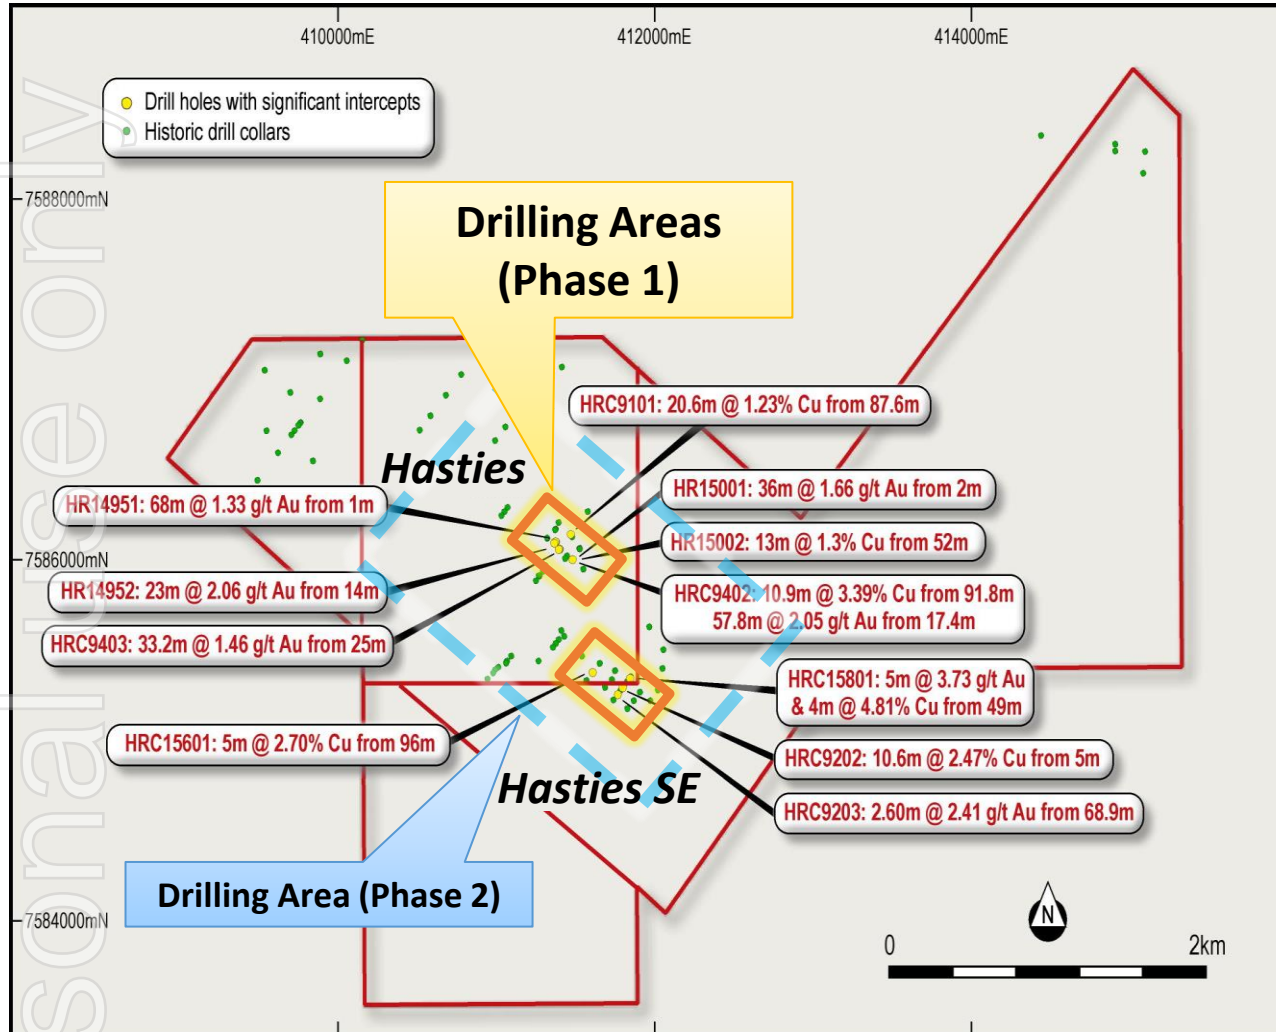 410000mE
412000mE
414000mE
Drill holes with significant intercepts
Historic drill collars
7588000mN
Drilling Areas
(Phase 1)
HRC9101: 20.6m @ 1.23% Cu from 87.6m
Hasties
HR14951: 68m @ 1.33 g/t Au from 1m
HR15001: 36m @ 1.66 g/t Au from 2m
7586000mN
HR15002: 13m @ 1.3% Cu from 52m
HR14952: 23m @ 2.06 g/t Au from 14m
HRC9402: 10.9m @ 3.39% Cu from 91.8m
57.8m @ 2.05 g/t Au from 17.4m
HRC9403: 33.2m @ 1.46 g/t Au from 25m
HRC15801: 5m @ 3.73 g/t Au
& 4m @ 4.81% Cu from 49m
HRC15601: 5m @ 2.70% Cu from 96m
HRC9202: 10.6m @ 2.47% Cu from 5m
Hasties SE
HRC9203: 2.60m @ 2.41 g/t Au from 68.9m
Drilling Area (Phase 2)
7584000mN
N
0 2km
sonal use only